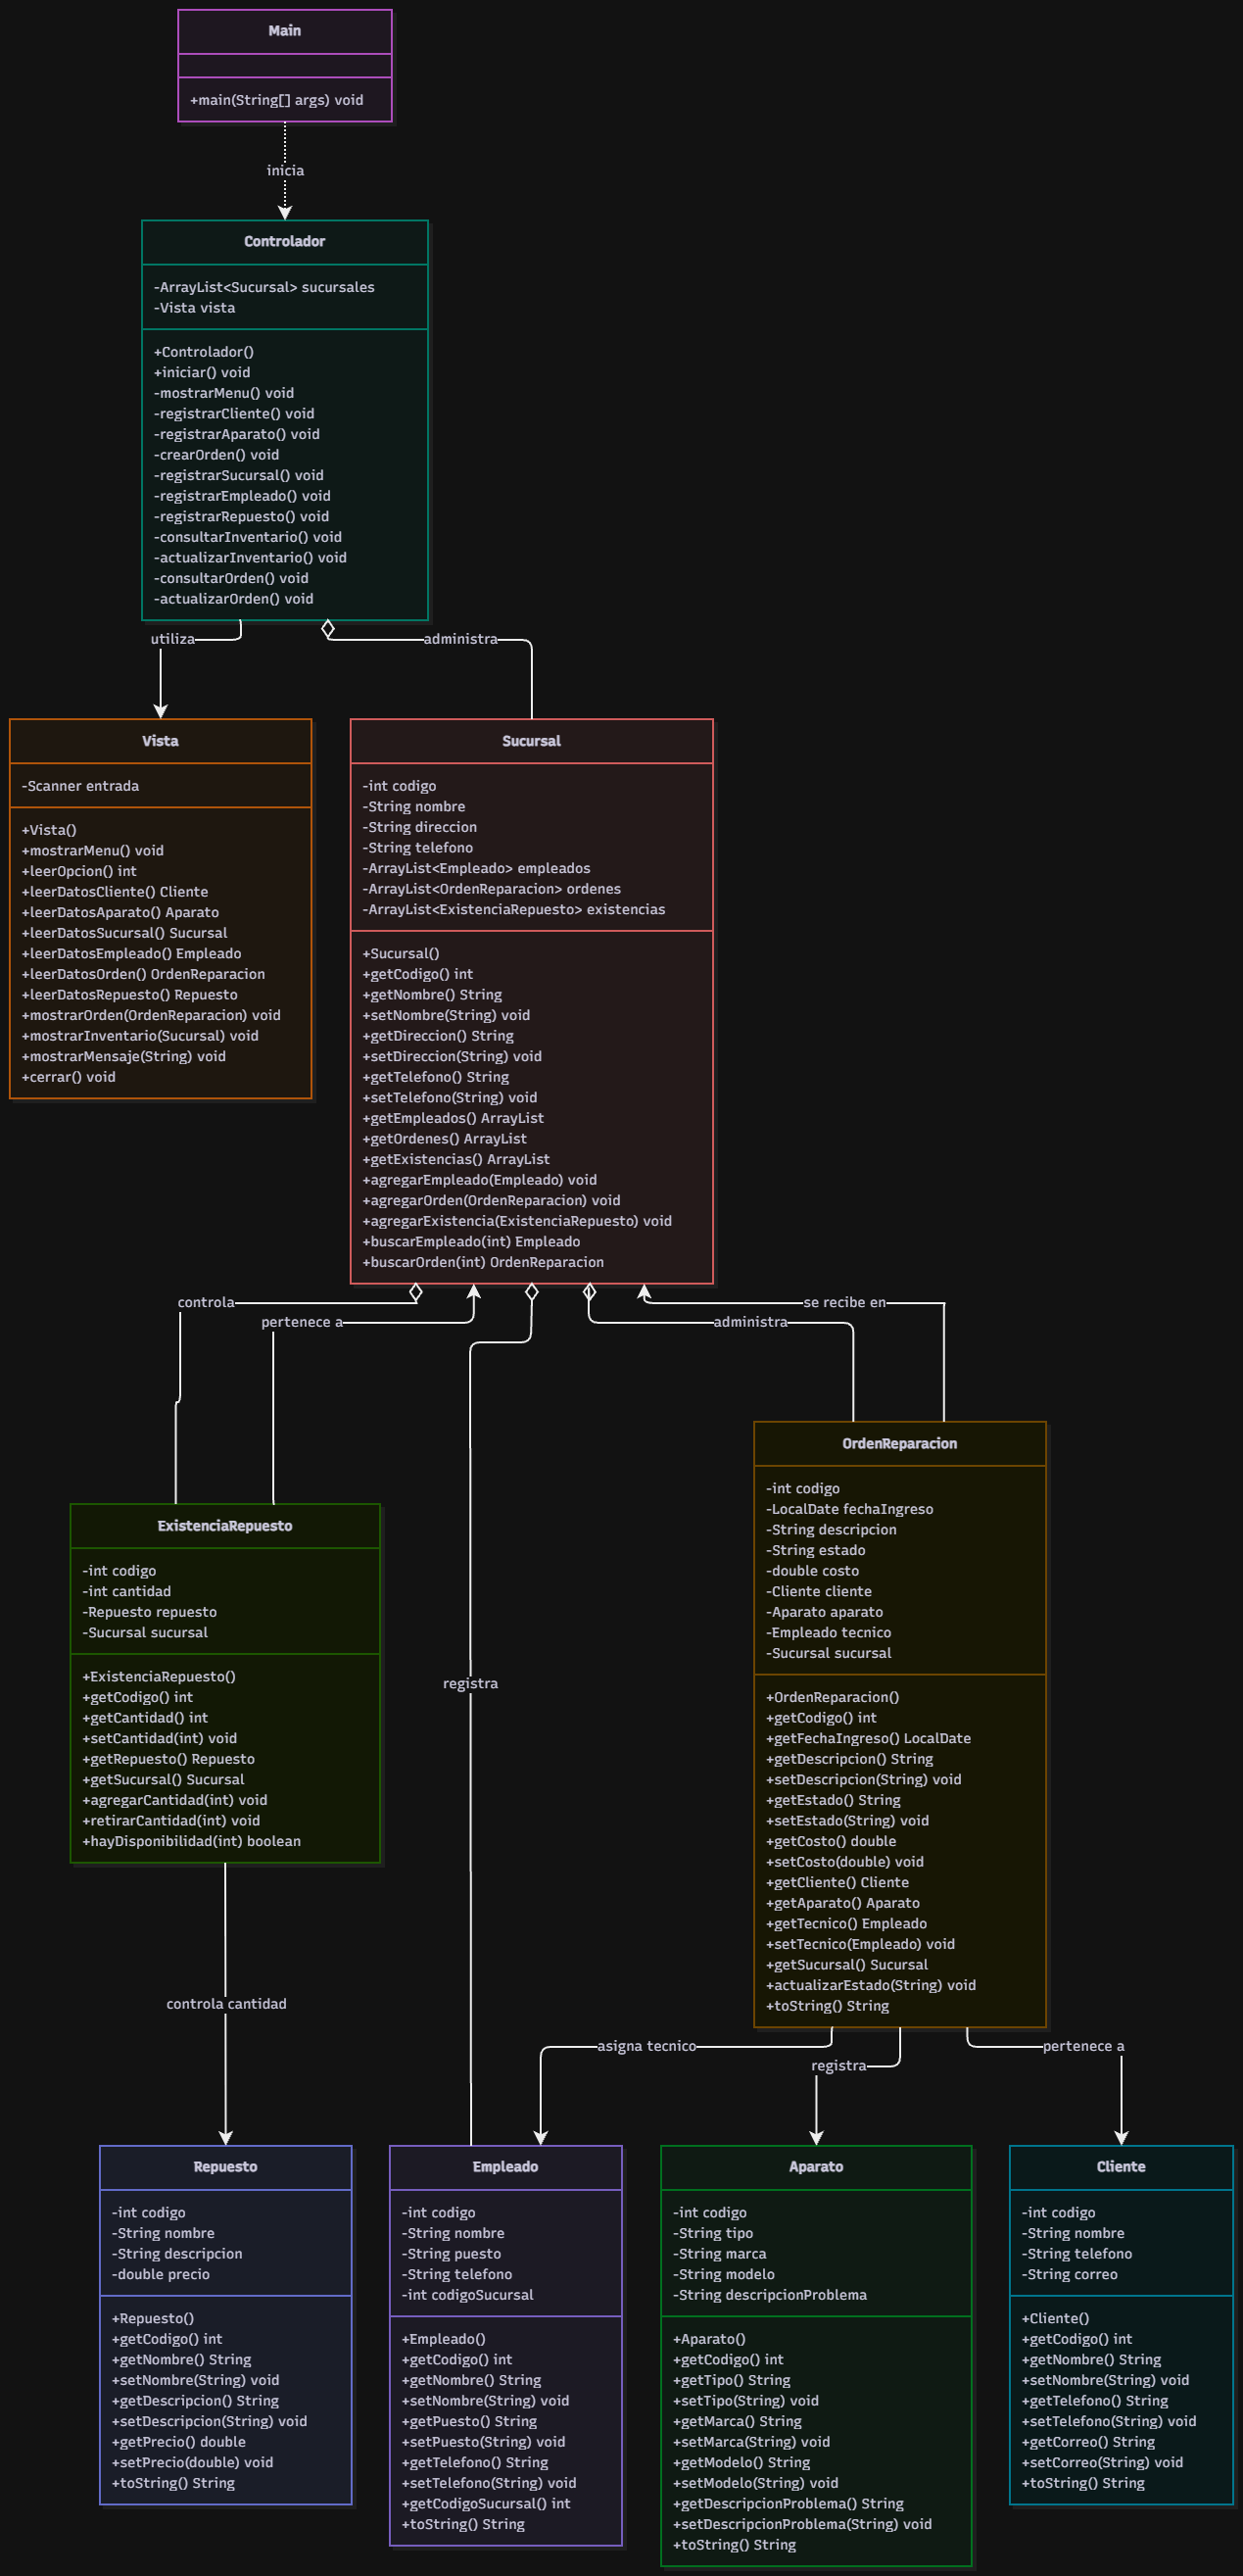 Main
+main(String[] args) void
inicia
Controlador
-ArrayList<Sucursal> sucursales
-Vista vista
+Controlador()
+iniciar() void
-mostrarMenu() void
-registrarCliente() void
-registrarAparato() void
-crearOrden() void
-registrarSucursal() void
-registrarEmpleado() void
-registrarRepuesto() void
-consultarInventario() void
-actualizarInventario() void
-consultarOrden() void
-actualizarOrden() void
utiliza
administra
Vista
-Scanner entrada
+Vista()
+mostrarMenu() void
+leerOpcion() int
+leerDatosCliente() Cliente
+leerDatosAparato() Aparato
+leerDatosSucursal() Sucursal
+leerDatosEmpleado() Empleado
+leerDatosOrden() OrdenReparacion
+leerDatosRepuesto() Repuesto
+mostrarOrden(OrdenReparacion) void
+mostrarInventario(Sucursal) void
+mostrarMensaje(String) void
+cerrar() void
Sucursal
-int codigo
-String nombre
-String direccion
-String telefono
-ArrayList<Empleado> empleados
-ArrayList<OrdenReparacion> ordenes
-ArrayList<ExistenciaRepuesto> existencias
+Sucursal()
+getCodigo() int
+getNombre() String
+setNombre(String) void
+getDireccion() String
+setDireccion(String) void
+getTelefono() String
+setTelefono(String) void
+getEmpleados() ArrayList
+getOrdenes() ArrayList
+getExistencias() ArrayList
+agregarEmpleado(Empleado) void
+agregarOrden(OrdenReparacion) void
+agregarExistencia(ExistenciaRepuesto) void
+buscarEmpleado(int) Empleado
+buscarOrden(int) OrdenReparacion
controla
se recibe en
pertenece a
administra
OrdenReparacion
-int codigo
-LocalDate fechaIngreso
-String descripcion
-String estado
-double costo
-Cliente cliente
-Aparato aparato
-Empleado tecnico
-Sucursal sucursal
+OrdenReparacion()
+getCodigo() int
+getFechaIngreso() LocalDate
+getDescripcion() String
+setDescripcion(String) void
+getEstado() String
+setEstado(String) void
+getCosto() double
+setCosto(double) void
+getCliente() Cliente
+getAparato() Aparato
+getTecnico() Empleado
+setTecnico(Empleado) void
+getSucursal() Sucursal
+actualizarEstado(String) void
+toString() String
ExistenciaRepuesto
-int codigo
-int cantidad
-Repuesto repuesto
-Sucursal sucursal
+ExistenciaRepuesto()
+getCodigo() int
+getCantidad() int
+setCantidad(int) void
+getRepuesto() Repuesto
+getSucursal() Sucursal
+agregarCantidad(int) void
+retirarCantidad(int) void
+hayDisponibilidad(int) boolean
registra
controla cantidad
asigna tecnico
registra
pertenece a
Repuesto
-int codigo
-String nombre
-String descripcion
-double precio
+Repuesto()
+getCodigo() int
+getNombre() String
+setNombre(String) void
+getDescripcion() String
+setDescripcion(String) void
+getPrecio() double
+setPrecio(double) void
+toString() String
Empleado
-int codigo
-String nombre
-String puesto
-String telefono
-int codigoSucursal
+Empleado()
+getCodigo() int
+getNombre() String
+setNombre(String) void
+getPuesto() String
+setPuesto(String) void
+getTelefono() String
+setTelefono(String) void
+getCodigoSucursal() int
+toString() String
Aparato
-int codigo
-String tipo
-String marca
-String modelo
-String descripcionProblema
+Aparato()
+getCodigo() int
+getTipo() String
+setTipo(String) void
+getMarca() String
+setMarca(String) void
+getModelo() String
+setModelo(String) void
+getDescripcionProblema() String
+setDescripcionProblema(String) void
+toString() String
Cliente
-int codigo
-String nombre
-String telefono
-String correo
+Cliente()
+getCodigo() int
+getNombre() String
+setNombre(String) void
+getTelefono() String
+setTelefono(String) void
+getCorreo() String
+setCorreo(String) void
+toString() String